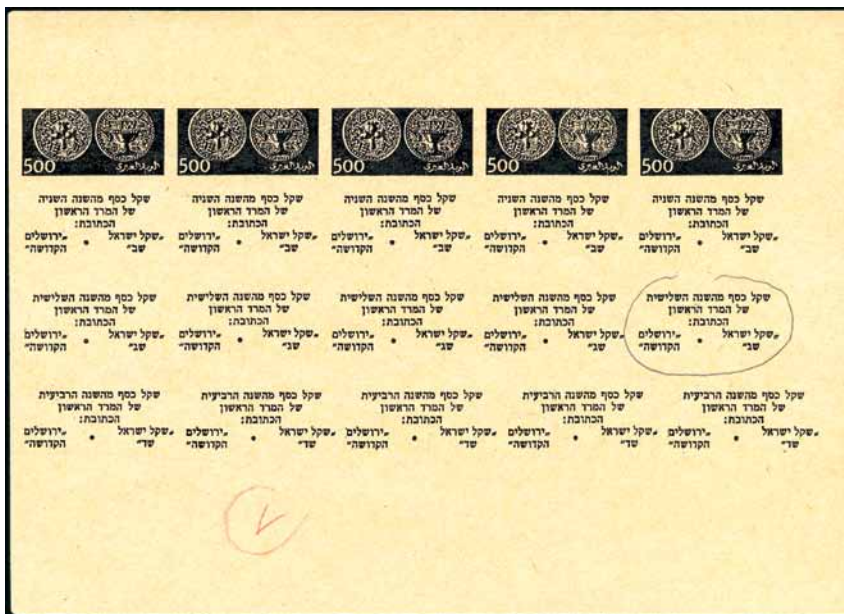 500 البريد العبري 500 البريد العبري 500 البريد العبري 500 البريد العبري 500 البريد العبري
שקל כסף מהשנה השניה שקל כסף מהשנה השניה שקל כסף מהשנה השניה שקל כסף מהשנה השניה שקל כסף מהשנה השניה
של המרד הראשון של המרד הראשון של המרד הראשון של המרד הראשון של המרד הראשון
הכתובת: הכתובת: הכתובת: הכתובת: הכתובת:
„שקל ישראל • „ירושלים „שקל ישראל • „ירושלים „שקל ישראל • „ירושלים „שקל ישראל • „ירושלים „שקל ישראל • „ירושלים
שב" הקדושה" שב" הקדושה" שב" הקדושה" שב" הקדושה" שב" הקדושה"
שקל כסף מהשנה השלישית שקל כסף מהשנה השלישית שקל כסף מהשנה השלישית שקל כסף מהשנה השלישית שקל כסף מהשנה השלישית
של המרד הראשון של המרד הראשון של המרד הראשון של המרד הראשון של המרד הראשון
הכתובת: הכתובת: הכתובת: הכתובת: הכתובת:
„שקל ישראל • „ירושלים „שקל ישראל • „ירושלים „שקל ישראל • „ירושלים „שקל ישראל • „ירושלים „שקל ישראל • „ירושלים
שג" הקדושה" שג" הקדושה" שג" הקדושה" שג" הקדושה" שג" הקדושה"
שקל כסף מהשנה הרביעית שקל כסף מהשנה הרביעית שקל כסף מהשנה הרביעית שקל כסף מהשנה הרביעית שקל כסף מהשנה הרביעית
של המרד הראשון של המרד הראשון של המרד הראשון של המרד הראשון של המרד הראשון
הכתובת: הכתובת: הכתובת: הכתובת: הכתובת:
„שקל ישראל • „ירושלים „שקל ישראל • „ירושלים „שקל ישראל • „ירושלים „שקל ישראל • „ירושלים „שקל ישראל • „ירושלים
שד" הקדושה" שד" הקדושה" שד" הקדושה" שד" הקדושה" שד" הקדושה"